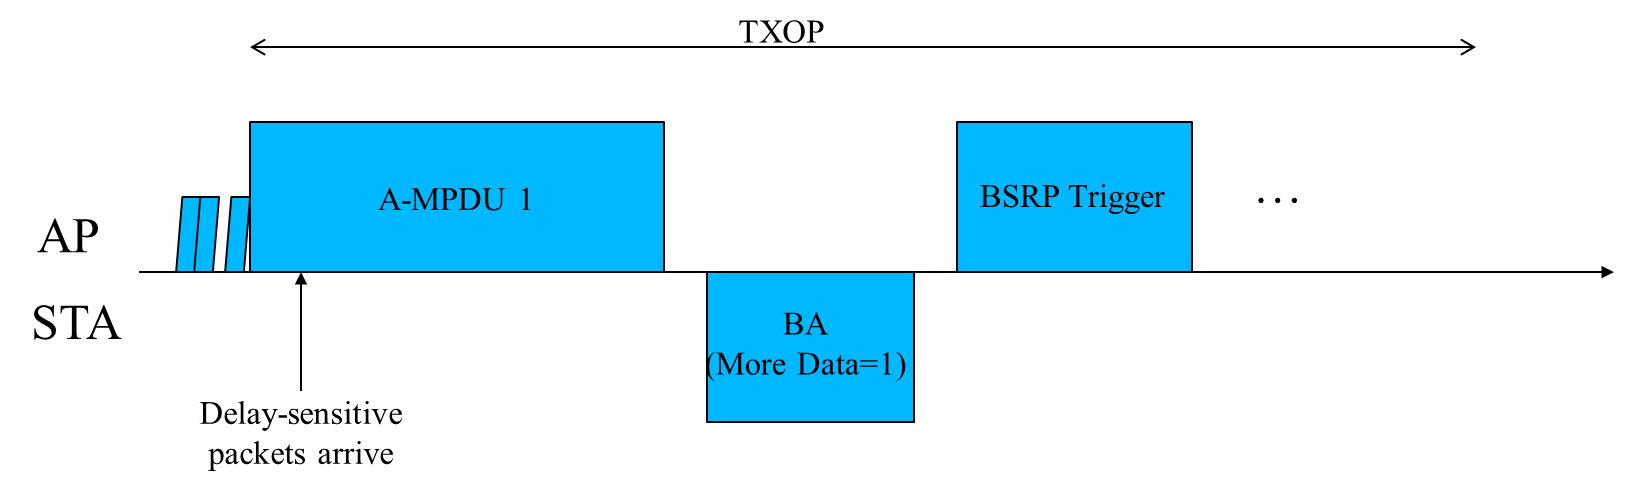 TXOP
A-MPDU 1
BSRP Trigger
...
AP
STA
BA
(More Data=1)
Delay-sensitive
packets arrive